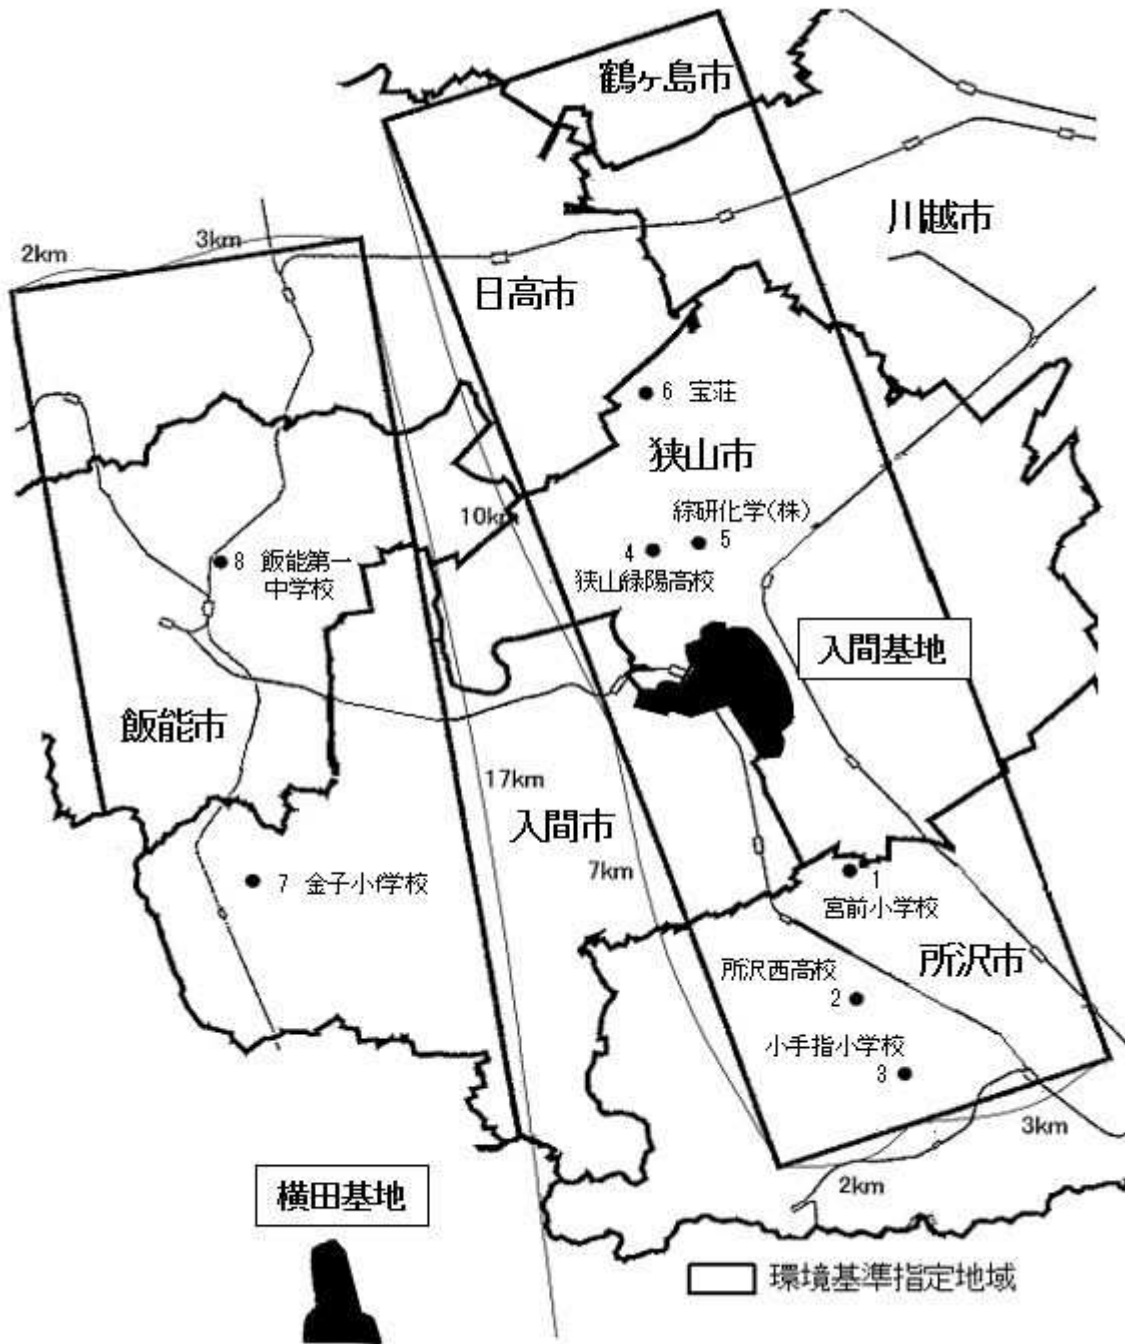 鶴ヶ島市
川越市
2km
3km
日高市
6 宝荘
狭山市
10km
綜研化学(株)
4
5
狭山緑陽高校
8 飯能第一
中学校
入間基地
飯能市
17km
入間市
7km
7 金子小学校
1
宮前小学校
所沢西高校
所沢市
2
小手指小学校
3
3km
2km
横田基地
環境基準指定地域